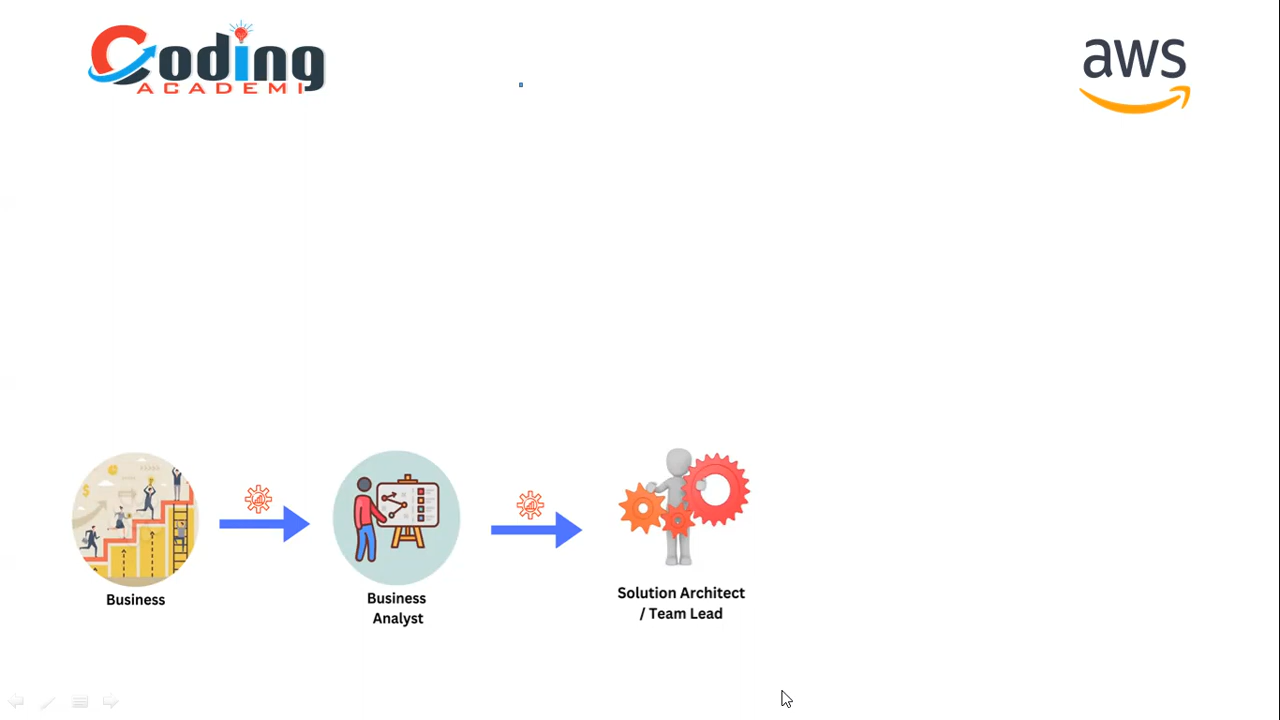 Coding
ACADEMI
aws
Business
Business
Analyst
Solution Architect
/ Team Lead